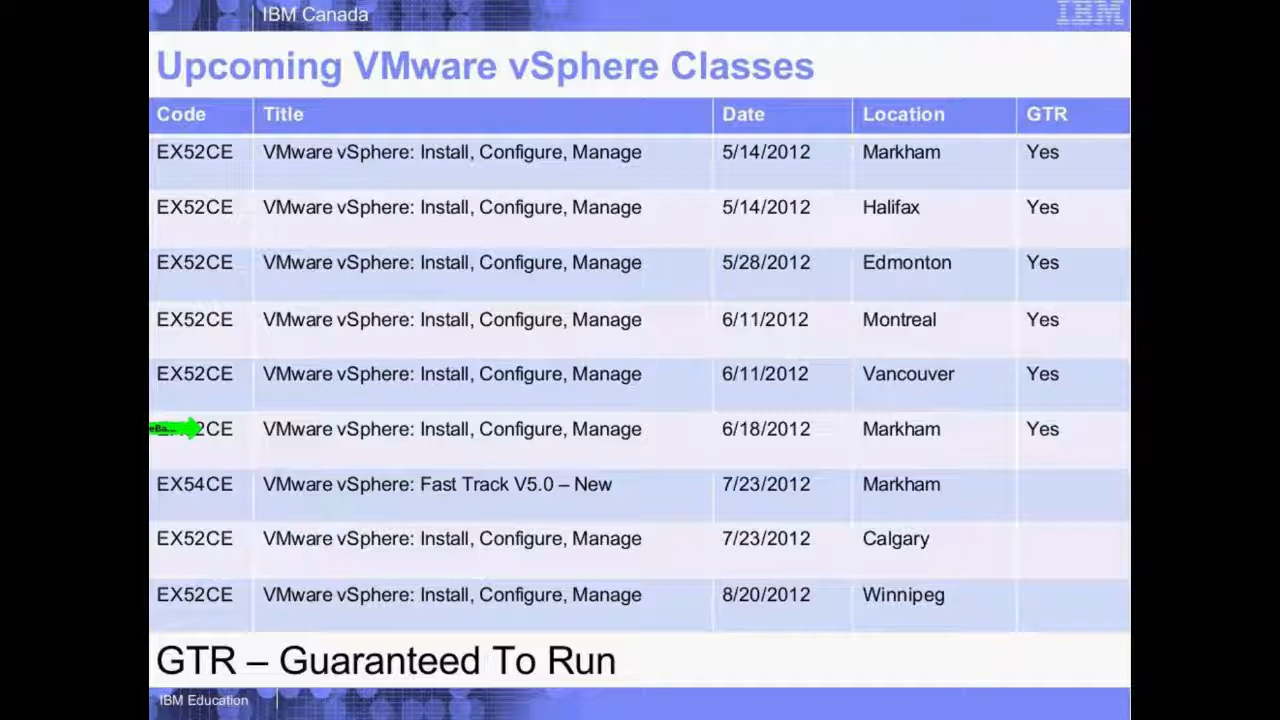 IBM Canada
IBM
Upcoming VMware vSphere Classes
Code Title Date Location GTR
EX52CE VMware vSphere: Install, Configure, Manage 5/14/2012 Markham Yes
EX52CE VMware vSphere: Install, Configure, Manage 5/14/2012 Halifax Yes
EX52CE VMware vSphere: Install, Configure, Manage 5/28/2012 Edmonton Yes
EX52CE VMware vSphere: Install, Configure, Manage 6/11/2012 Montreal Yes
EX52CE VMware vSphere: Install, Configure, Manage 6/11/2012 Vancouver Yes
VMware vSphere: Install, Configure, Manage 6/18/2012 Markham Yes
EX54CE VMware vSphere: Fast Track V5.0 – New 7/23/2012 Markham
EX52CE VMware vSphere: Install, Configure, Manage 7/23/2012 Calgary
EX52CE VMware vSphere: Install, Configure, Manage 8/20/2012 Winnipeg
GTR – Guaranteed To Run
IBM Education